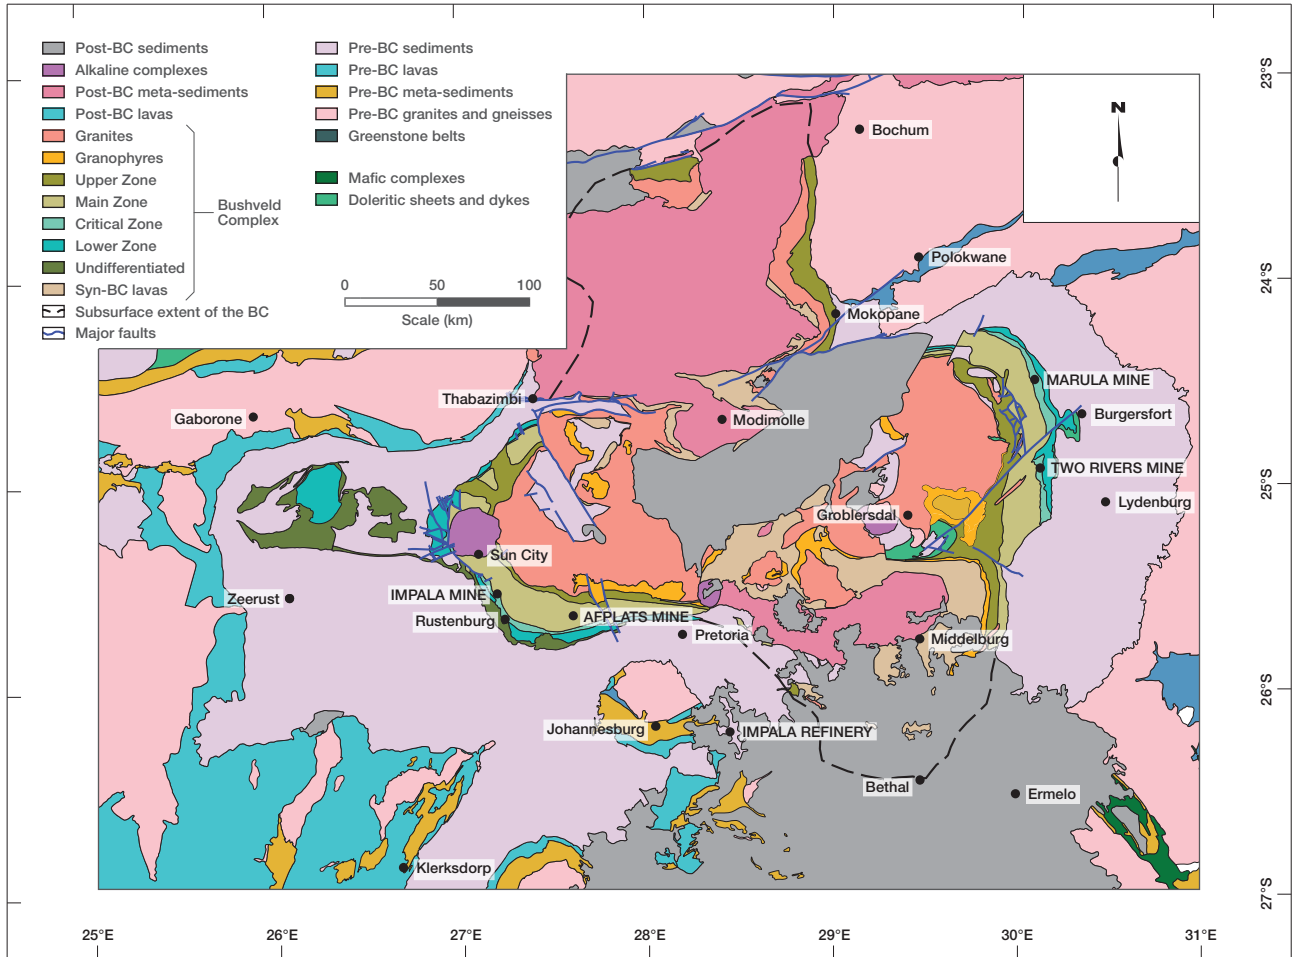 Post-BC sediments
Alkaline complexes
Post-BC meta-sediments
Post-BC lavas
Granites
Granophyres
Upper Zone
Main Zone
Critical Zone
Lower Zone
Undifferentiated
Syn-BC lavas
Subsurface extent of the BC
Major faults
Bushveld
Complex
Pre-BC sediments
Pre-BC lavas
Pre-BC meta-sediments
Pre-BC granites and gneisses
Greenstone belts
Mafic complexes
Doleritic sheets and dykes
0 50 100
Scale (km)
N
23°S
24°S
25°S
26°S
27°S
Bochum
Polokwane
Mokopane
Thabazimbi
MARULA MINE
Gaborone
Modimolle
Burgersfort
TWO RIVERS MINE
Lydenburg
Groblersdal
Sun City
Zeerust
IMPALA MINE
Rustenburg
AFPLATS MINE
Pretoria
Middelburg
Johannesburg
IMPALA REFINERY
Bethal
Ermelo
Klerksdorp
25°E 26°E 27°E 28°E 29°E 30°E 31°E